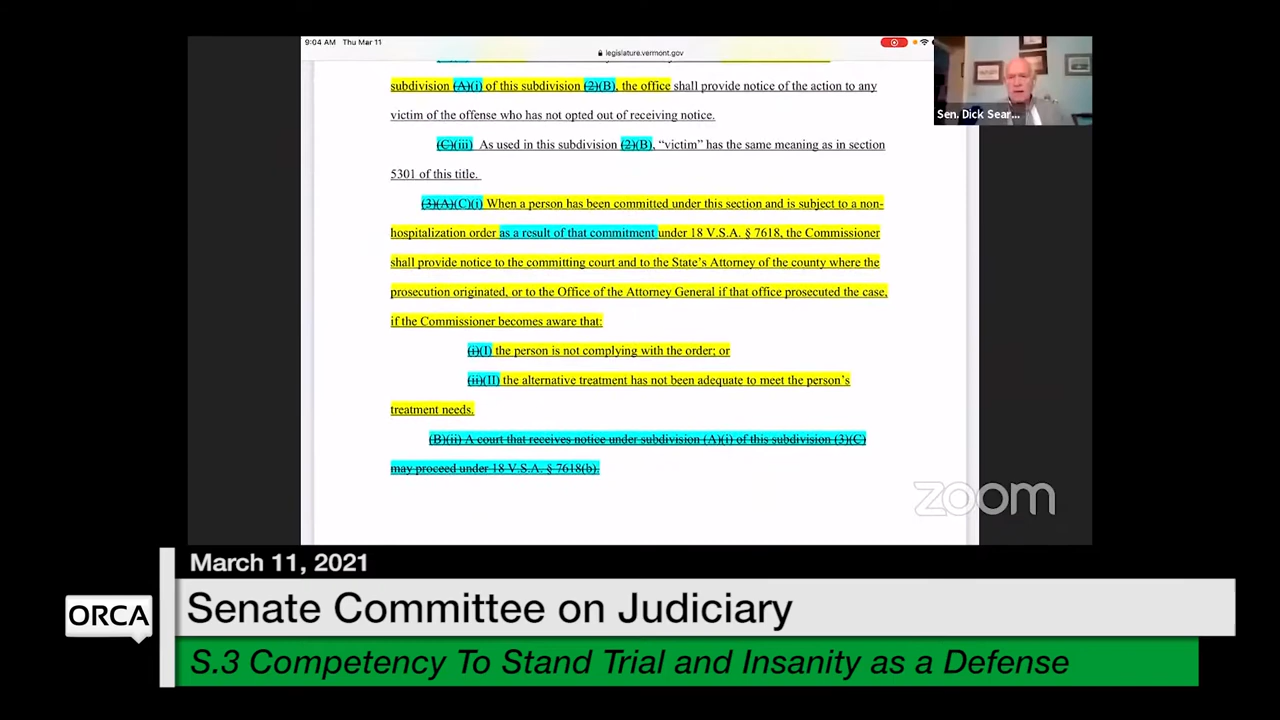 9:04 AM Thu Mar 11
legislature.vermont.gov
subdivision (A)(i) of this subdivision (2)(B), the office shall provide notice of the action to any
victim of the offense who has not opted out of receiving notice.
(C)(iii) As used in this subdivision (2)(B), “victim” has the same meaning as in section
5301 of this title.
(3)(A)(C)(i) When a person has been committed under this section and is subject to a non-
hospitalization order as a result of that commitment under 18 V.S.A. § 7618, the Commissioner
shall provide notice to the committing court and to the State’s Attorney of the county where the
prosecution originated, or to the Office of the Attorney General if that office prosecuted the case,
if the Commissioner becomes aware that:
(i)(I) the person is not complying with the order; or
(ii)(II) the alternative treatment has not been adequate to meet the person’s
treatment needs.
(B)(ii) A court that receives notice under subdivision (A)(i) of this subdivision (3)(C)
may proceed under 18 V.S.A. § 7618(b).
Sen. Dick Sear...
zoom
March 11, 2021
ORCA
Senate Committee on Judiciary
S.3 Competency To Stand Trial and Insanity as a Defense